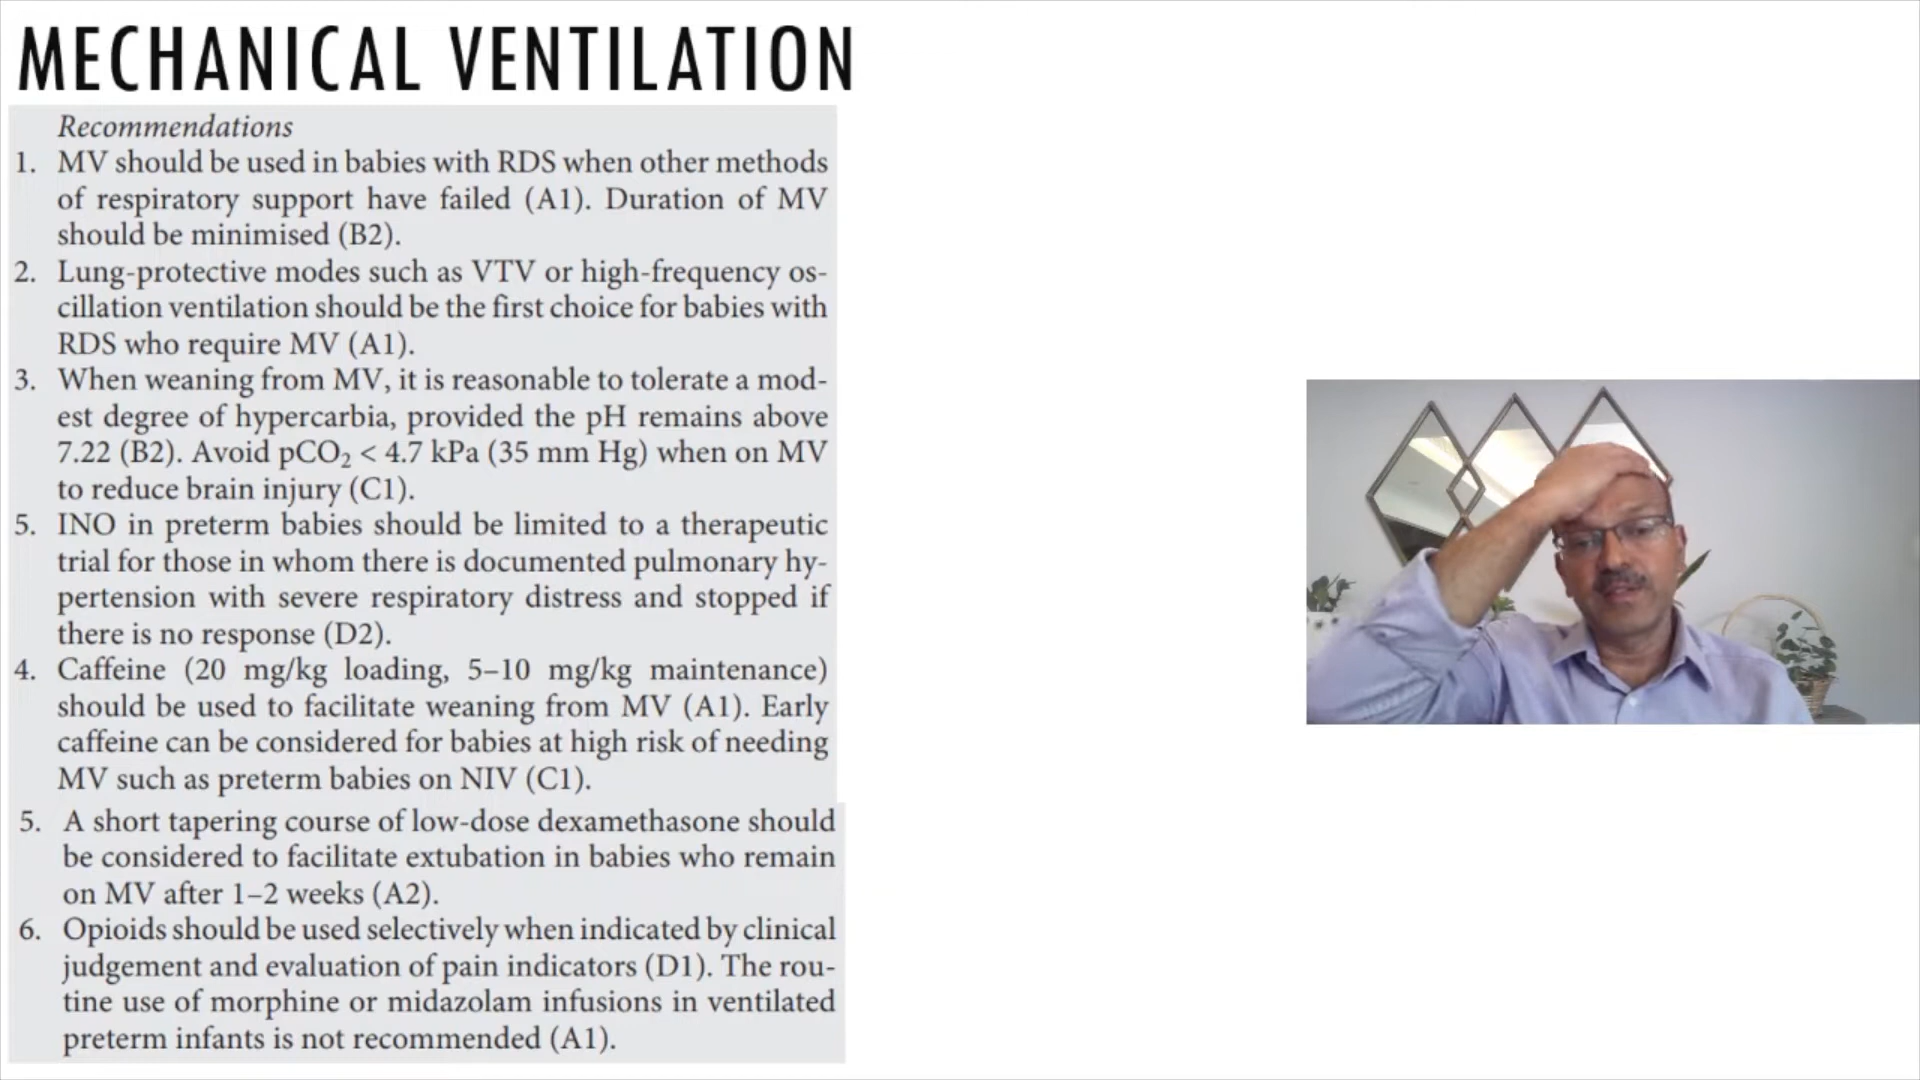 MECHANICAL VENTILATION
Recommendations
1. MV should be used in babies with RDS when other methods
of respiratory support have failed (A1). Duration of MV
should be minimised (B2).
2. Lung-protective modes such as VTV or high-frequency os-
cillation ventilation should be the first choice for babies with
RDS who require MV (A1).
3. When weaning from MV, it is reasonable to tolerate a mod-
est degree of hypercarbia, provided the pH remains above
7.22 (B2). Avoid pCO₂ < 4.7 kPa (35 mm Hg) when on MV
to reduce brain injury (C1).
5. INO in preterm babies should be limited to a therapeutic
trial for those in whom there is documented pulmonary hy-
pertension with severe respiratory distress and stopped if
there is no response (D2).
4. Caffeine (20 mg/kg loading, 5–10 mg/kg maintenance)
should be used to facilitate weaning from MV (A1). Early
caffeine can be considered for babies at high risk of needing
MV such as preterm babies on NIV (C1).
5. A short tapering course of low-dose dexamethasone should
be considered to facilitate extubation in babies who remain
on MV after 1–2 weeks (A2).
6. Opioids should be used selectively when indicated by clinical
judgement and evaluation of pain indicators (D1). The rou-
tine use of morphine or midazolam infusions in ventilated
preterm infants is not recommended (A1).